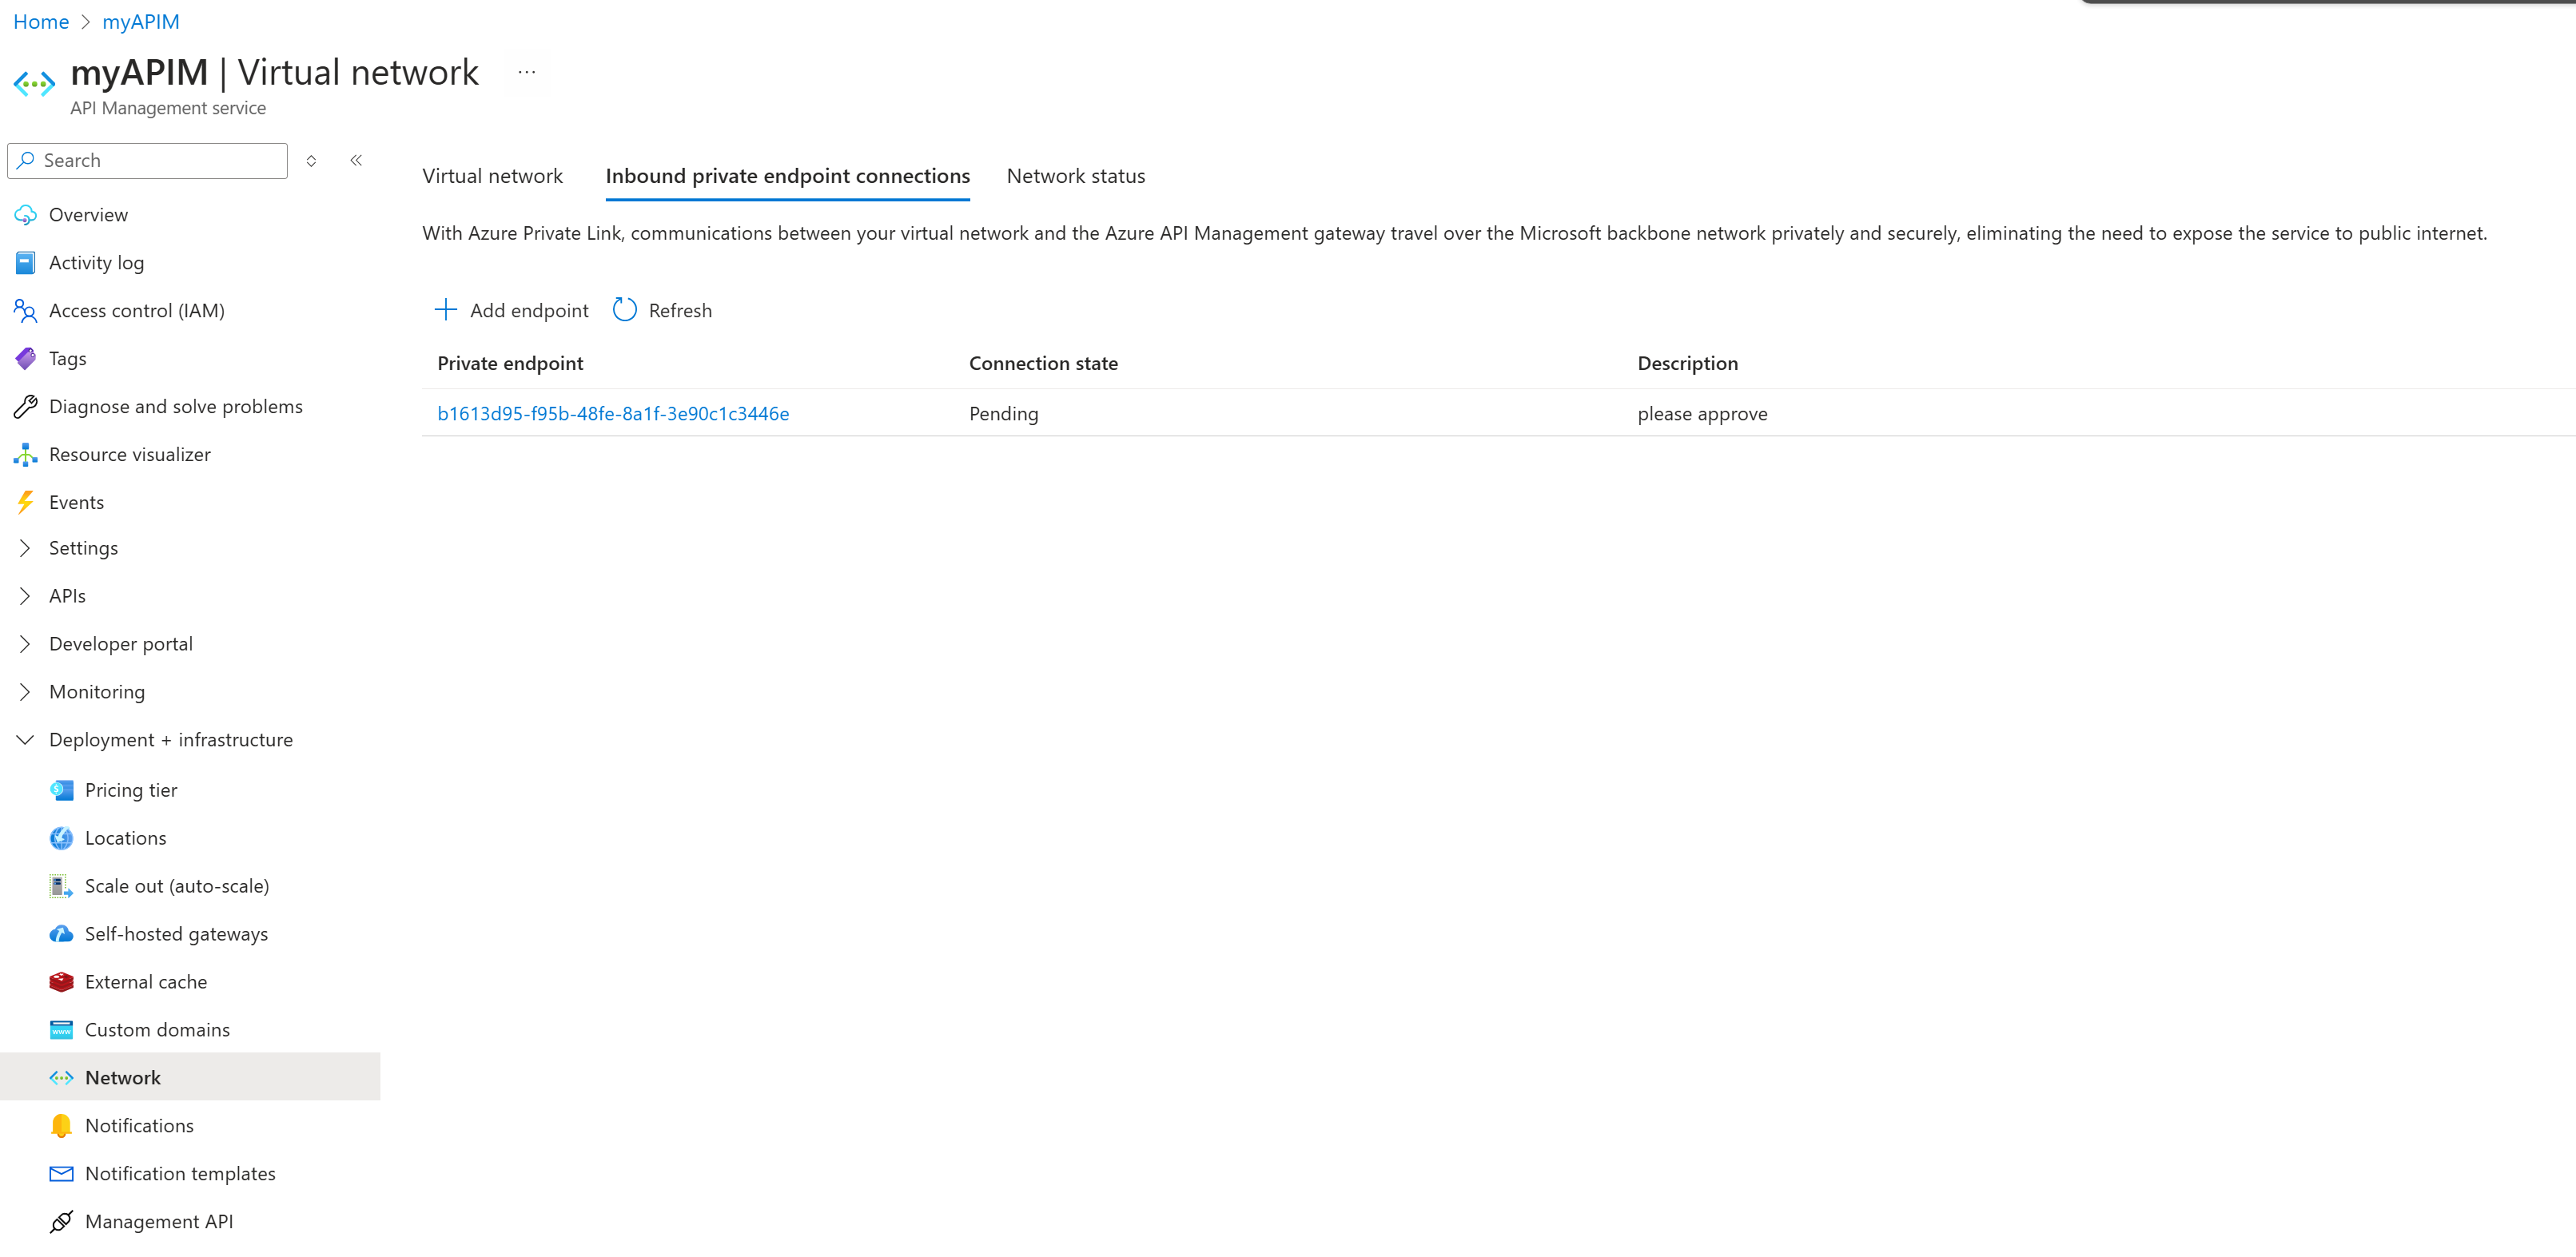 Home > myAPIM
myAPIM | Virtual network ...
API Management service
Search
Overview
Activity log
Access control (IAM)
Tags
Diagnose and solve problems
Resource visualizer
Events
Settings
APIs
Developer portal
Monitoring
Deployment + infrastructure
Pricing tier
Locations
Scale out (auto-scale)
Self-hosted gateways
External cache
Custom domains
Network
Notifications
Notification templates
Management API
Virtual network Inbound private endpoint connections Network status
With Azure Private Link, communications between your virtual network and the Azure API Management gateway travel over the Microsoft backbone network privately and securely, eliminating the need to expose the service to public internet.
Add endpoint Refresh
Private endpoint Connection state Description
b1613d95-f95b-48fe-8a1f-3e90c1c3446e Pending please approve